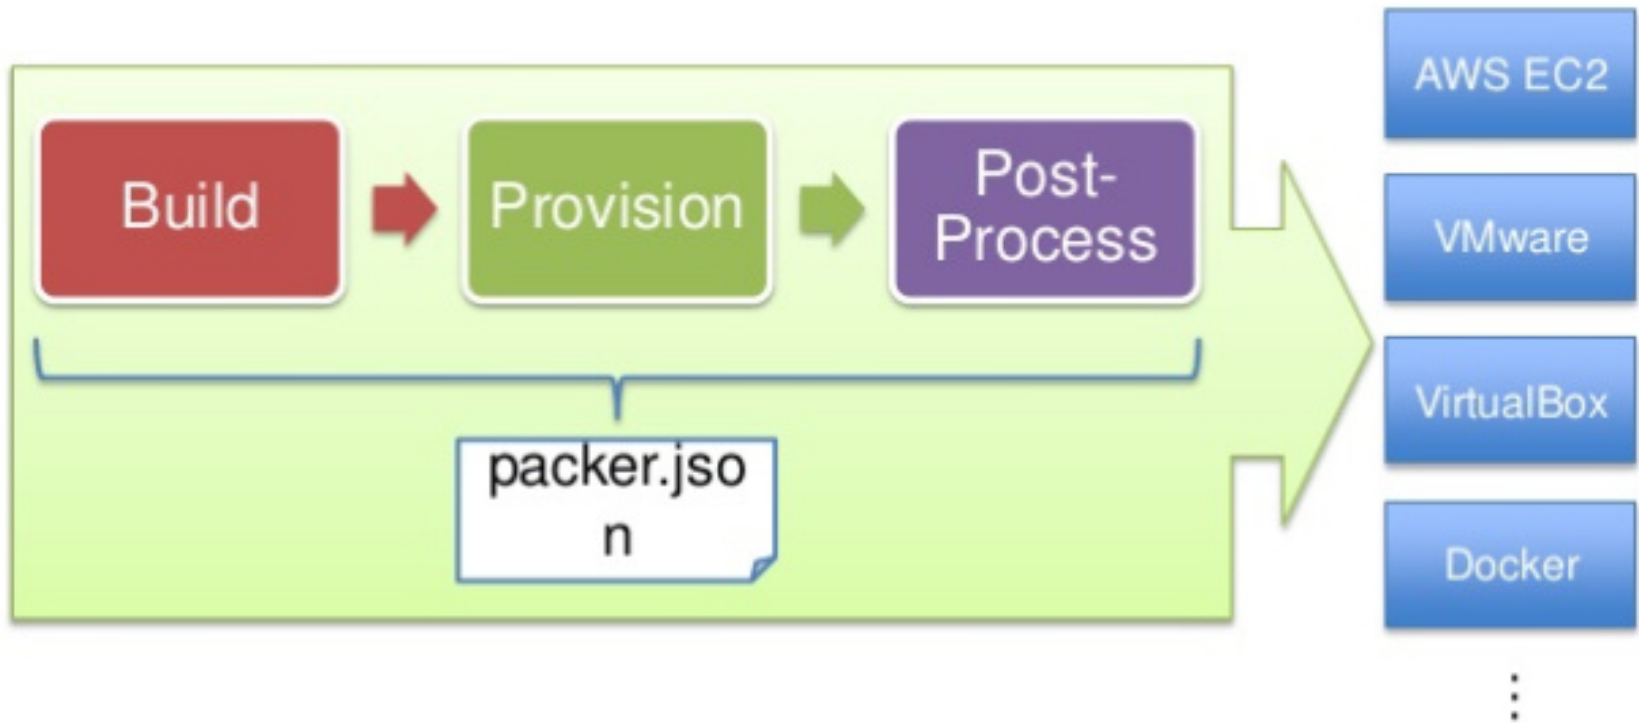 Build
Provision
Post-
Process
packer.jso
n
AWS EC2
VMware
VirtualBox
Docker
⋮